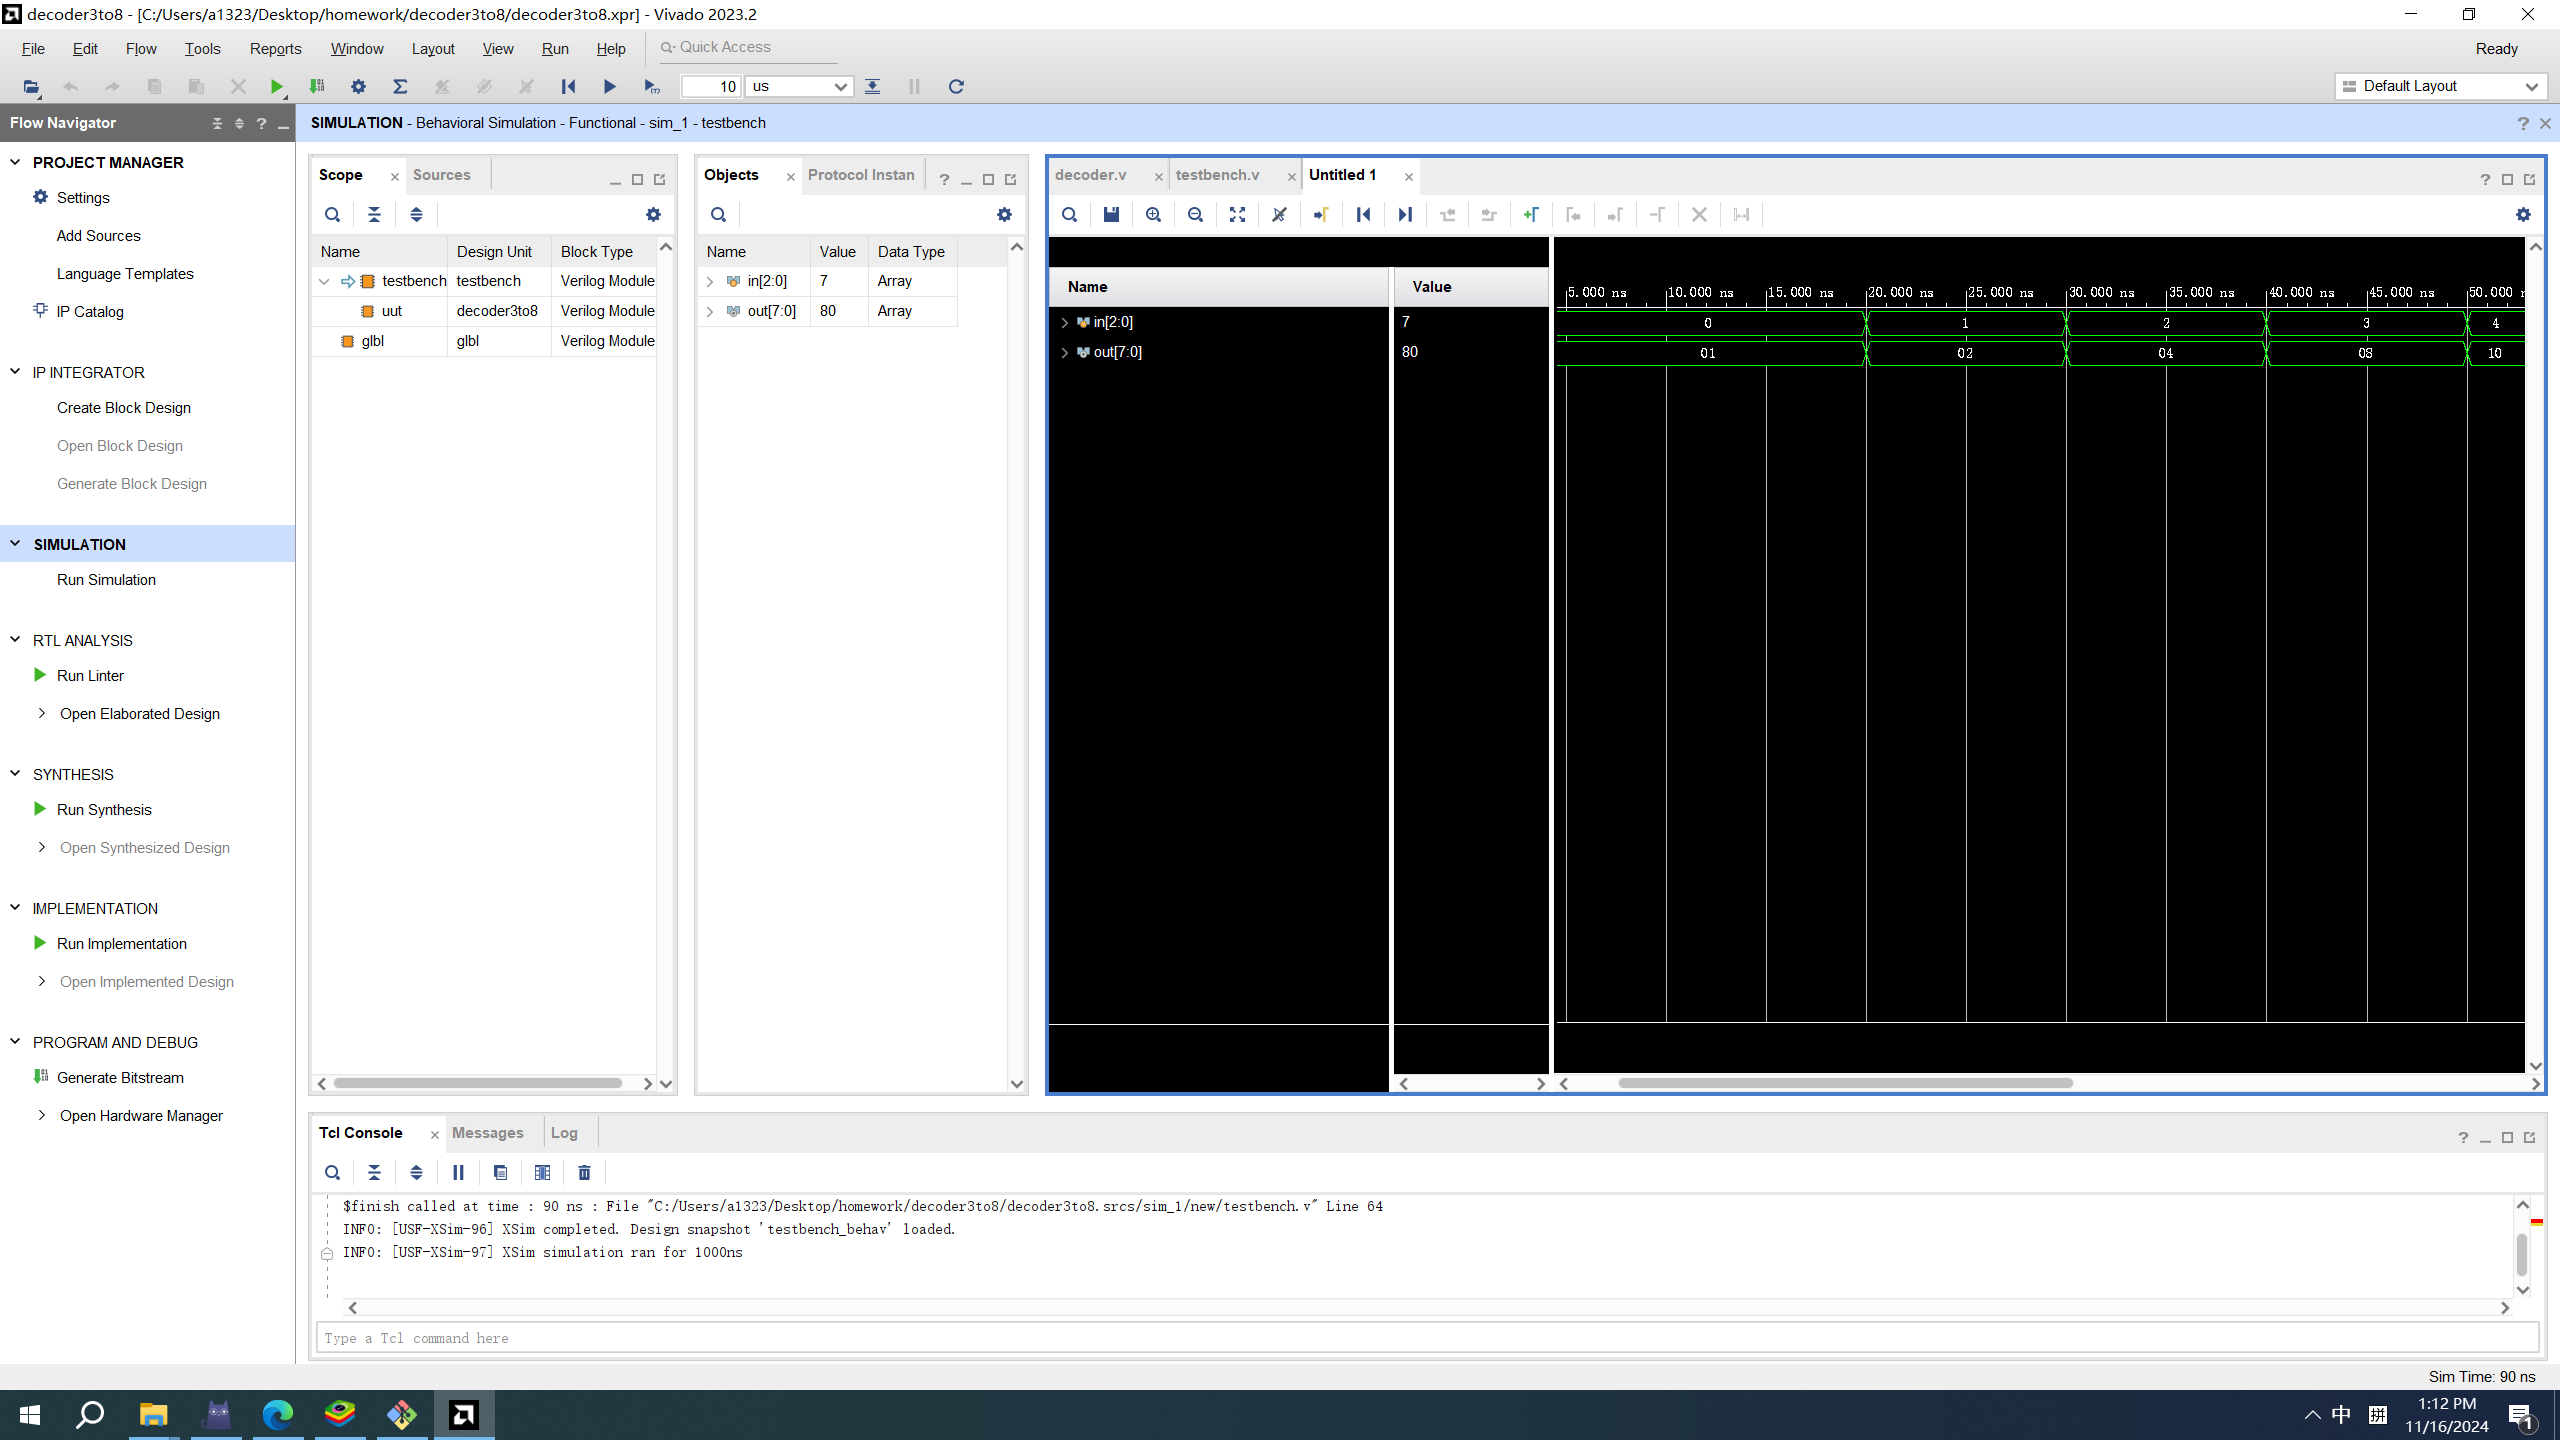 decoder3to8 - [C:/Users/a1323/Desktop/homework/decoder3to8/decoder3to8.xpr] - Vivado 2023.2
File Edit Flow Tools Reports Window Layout View Run Help Quick Access Ready
10 us Default Layout
Flow Navigator
SIMULATION - Behavioral Simulation - Functional - sim_1 - testbench
PROJECT MANAGER
Settings
Add Sources
Language Templates
IP Catalog
IP INTEGRATOR
Create Block Design
Open Block Design
Generate Block Design
SIMULATION
Run Simulation
RTL ANALYSIS
Run Linter
Open Elaborated Design
SYNTHESIS
Run Synthesis
Open Synthesized Design
IMPLEMENTATION
Run Implementation
Open Implemented Design
PROGRAM AND DEBUG
Generate Bitstream
Open Hardware Manager
Scope Sources
Name Design Unit Block Type
testbench testbench Verilog Module
uut decoder3to8 Verilog Module
glbl glbl Verilog Module
Objects Protocol Instan
Name Value Data Type
in[2:0] 7 Array
out[7:0] 80 Array
decoder.v testbench.v Untitled 1
Name Value
5.000 ns 10.000 ns 15.000 ns 20.000 ns 25.000 ns 30.000 ns 35.000 ns 40.000 ns 45.000 ns 50.000 n
in[2:0] 7 0 1 2 3 4
out[7:0] 80 01 02 04 08 10
Tcl Console Messages Log
$finish called at time : 90 ns : File "C:/Users/a1323/Desktop/homework/decoder3to8/decoder3to8.srcs/sim_1/new/testbench.v" Line 64
INFO: [USF-XSim-96] XSim completed. Design snapshot 'testbench_behav' loaded.
INFO: [USF-XSim-97] XSim simulation ran for 1000ns
Type a Tcl command here
Sim Time: 90 ns
中 拼 1:12 PM
11/16/2024 1